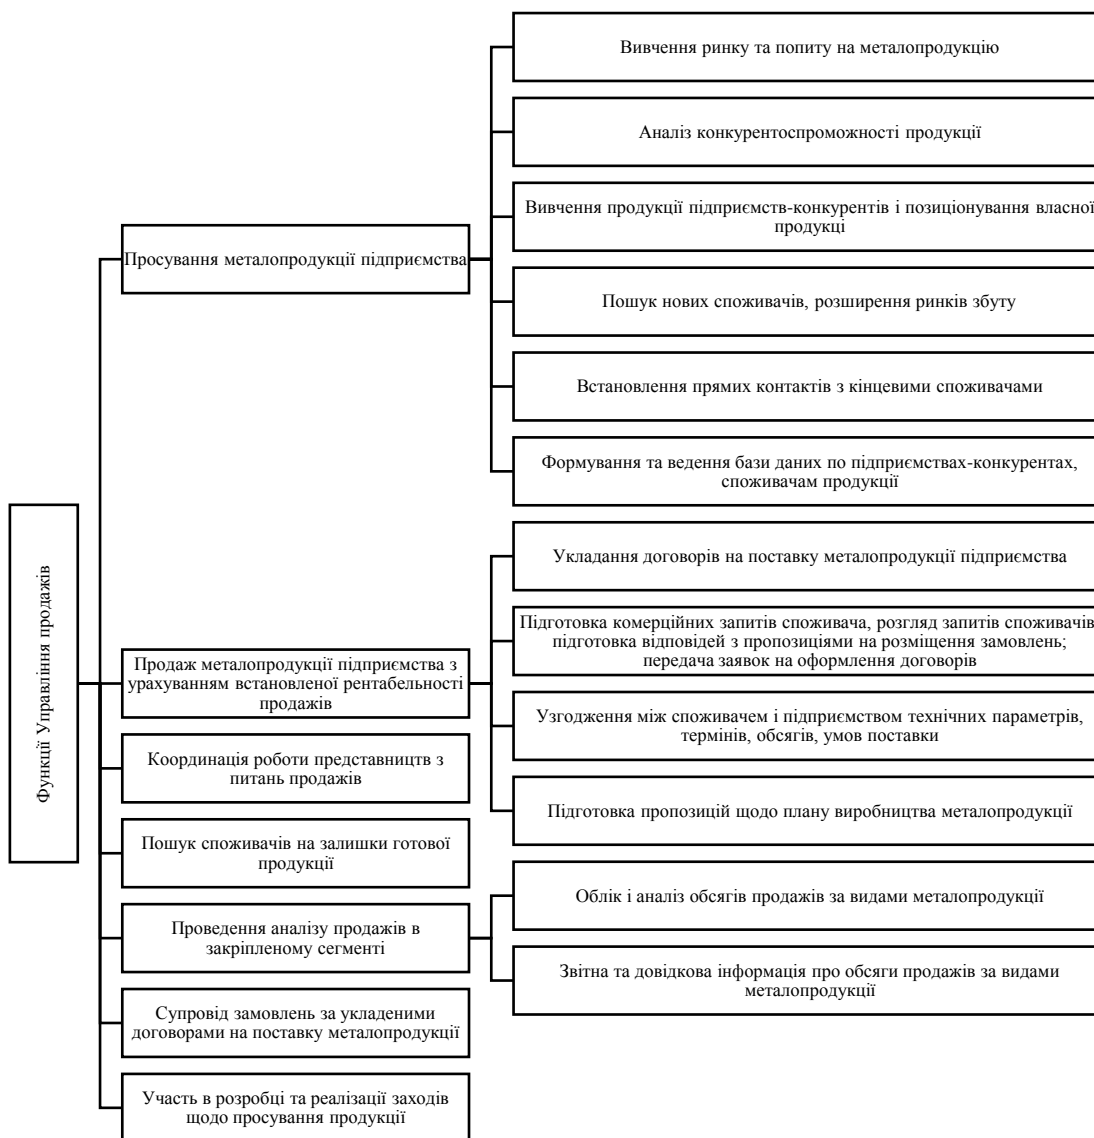 Функції Управління продажів
Просування металопродукції підприємства
Вивчення ринку та попиту на металопродукцію
Аналіз конкурентоспроможності продукції
Вивчення продукції підприємств-конкурентів і позиціонування власної
продукці
Пошук нових споживачів, розширення ринків збуту
Встановлення прямих контактів з кінцевими споживачами
Формування та ведення бази даних по підприємствах-конкурентах,
споживачам продукції
Продаж металопродукції підприємства з
урахуванням встановленої рентабельності
продажів
Укладання договорів на поставку металопродукції підприємства
Підготовка комерційних запитів споживача, розгляд запитів споживачів
підготовка відповідей з пропозиціями на розміщення замовлень;
передача заявок на оформлення договорів
Узгодження між споживачем і підприємством технічних параметрів,
термінів, обсягів, умов поставки
Підготовка пропозицій щодо плану виробництва металопродукції
Координація роботи представництв з
питань продажів
Пошук споживачів на залишки готової
продукції
Проведення аналізу продажів в
закріпленому сегменті
Облік і аналіз обсягів продажів за видами металопродукції
Звітна та довідкова інформація про обсяги продажів за видами
металопродукції
Супровід замовлень за укладеними
договорами на поставку металопродукції
Участь в розробці та реалізації заходів
щодо просування продукції